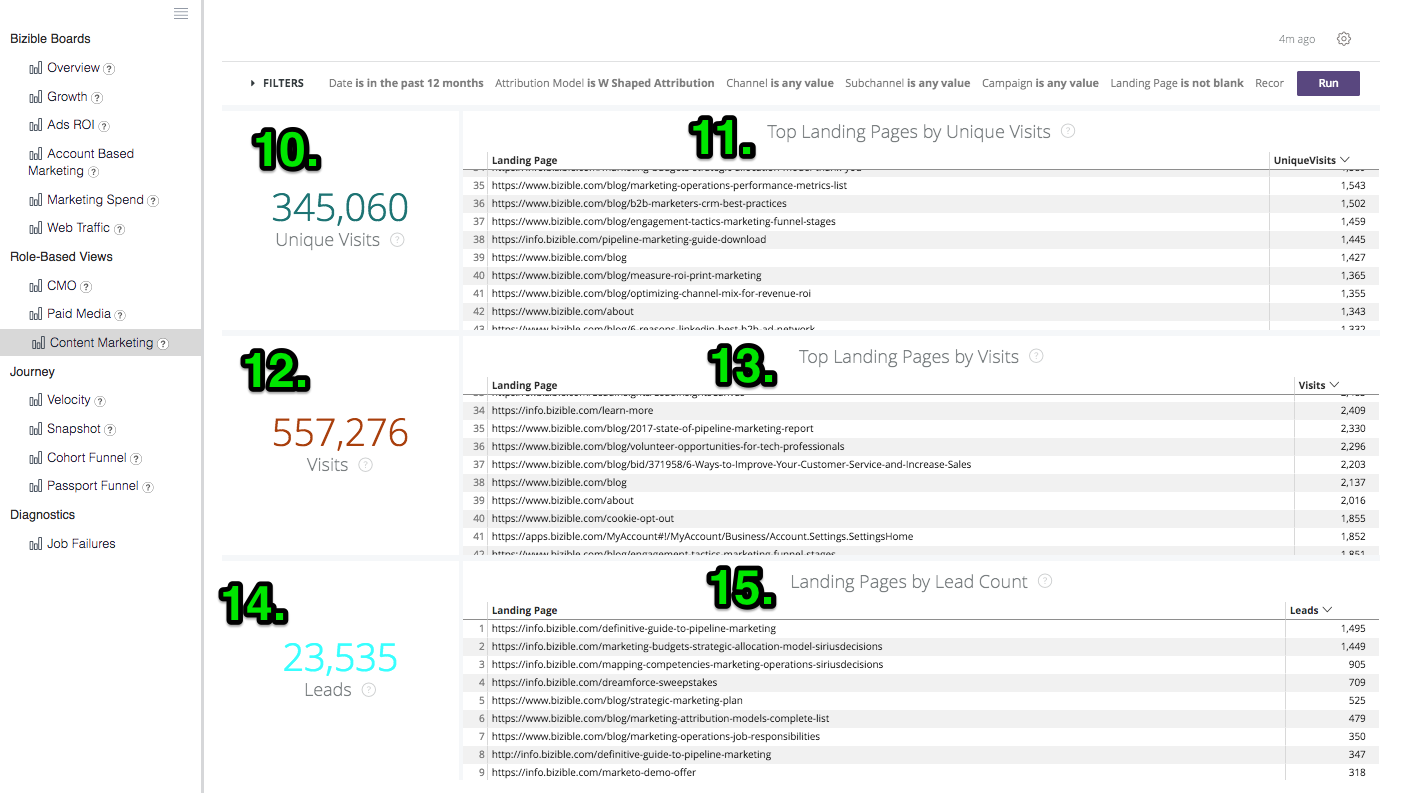 Bizible Boards
Overview ?
Growth ?
Ads ROI ?
Account Based
Marketing ?
Marketing Spend ?
Web Traffic ?
Role-Based Views
CMO ?
Paid Media ?
Content Marketing ?
Journey
Velocity ?
Snapshot ?
Cohort Funnel ?
Passport Funnel ?
Diagnostics
Job Failures
4m ago
FILTERS Date is in the past 12 months Attribution Model is W Shaped Attribution Channel is any value Subchannel is any value Campaign is any value Landing Page is not blank Recor Run
10.
345,060
Unique Visits ?
11. Top Landing Pages by Unique Visits ?
Landing Page UniqueVisits
35 https://www.bizible.com/blog/marketing-operations-performance-metrics-list 1,543
36 https://www.bizible.com/blog/b2b-marketers-crm-best-practices 1,502
37 https://www.bizible.com/blog/engagement-tactics-marketing-funnel-stages 1,459
38 https://info.bizible.com/pipeline-marketing-guide-download 1,445
39 https://www.bizible.com/blog 1,427
40 https://www.bizible.com/blog/measure-roi-print-marketing 1,365
41 https://www.bizible.com/blog/optimizing-channel-mix-for-revenue-roi 1,355
42 https://www.bizible.com/about 1,343
43 https://www.bizible.com/blog/6-reasons-linkedin-best-b2b-ad-network 1,332
12.
557,276
Visits ?
13. Top Landing Pages by Visits ?
Landing Page Visits
34 https://info.bizible.com/learn-more 2,409
35 https://www.bizible.com/blog/2017-state-of-pipeline-marketing-report 2,330
36 https://www.bizible.com/blog/volunteer-opportunities-for-tech-professionals 2,296
37 https://www.bizible.com/blog/bid/371958/6-Ways-to-Improve-Your-Customer-Service-and-Increase-Sales 2,203
38 https://www.bizible.com/blog 2,137
39 https://www.bizible.com/about 2,016
40 https://www.bizible.com/cookie-opt-out 1,855
41 https://apps.bizible.com/MyAccount#!/MyAccount/Business/Account.Settings.SettingsHome 1,852
42 https://www.bizible.com/blog/engagement-tactics-marketing-funnel-stages 1,851
14.
23,535
Leads ?
15. Landing Pages by Lead Count ?
Landing Page Leads
1 https://info.bizible.com/definitive-guide-to-pipeline-marketing 1,495
2 https://info.bizible.com/marketing-budgets-strategic-allocation-model-siriusdecisions 1,449
3 https://info.bizible.com/mapping-competencies-marketing-operations-siriusdecisions 905
4 https://info.bizible.com/dreamforce-sweepstakes 709
5 https://www.bizible.com/blog/strategic-marketing-plan 525
6 https://www.bizible.com/blog/marketing-attribution-models-complete-list 479
7 https://www.bizible.com/blog/marketing-operations-job-responsibilities 350
8 http://info.bizible.com/definitive-guide-to-pipeline-marketing 347
9 https://info.bizible.com/marketo-demo-offer 318